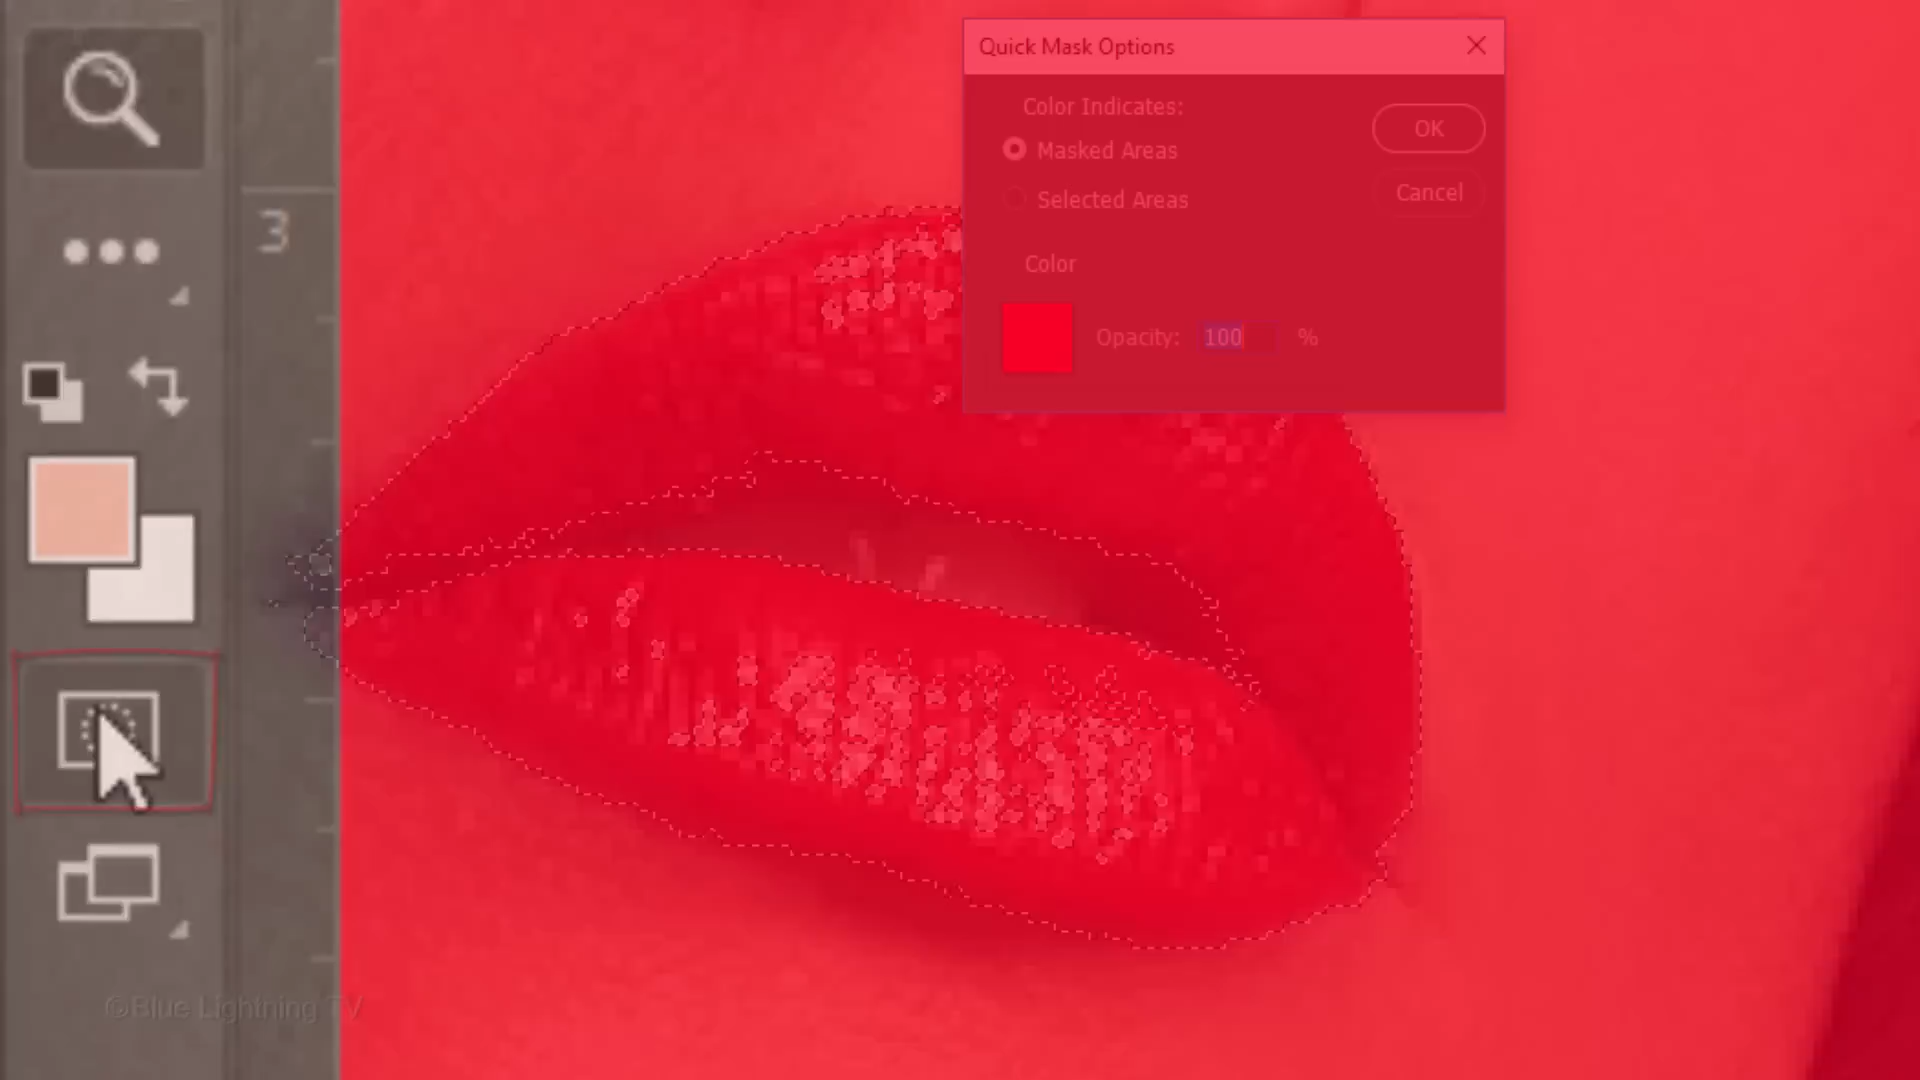 Quick Mask Options
Color Indicates:
OK
Masked Areas
Cancel
Selected Areas
3
Color
Opacity: 100 %
©Blue Lightning TV